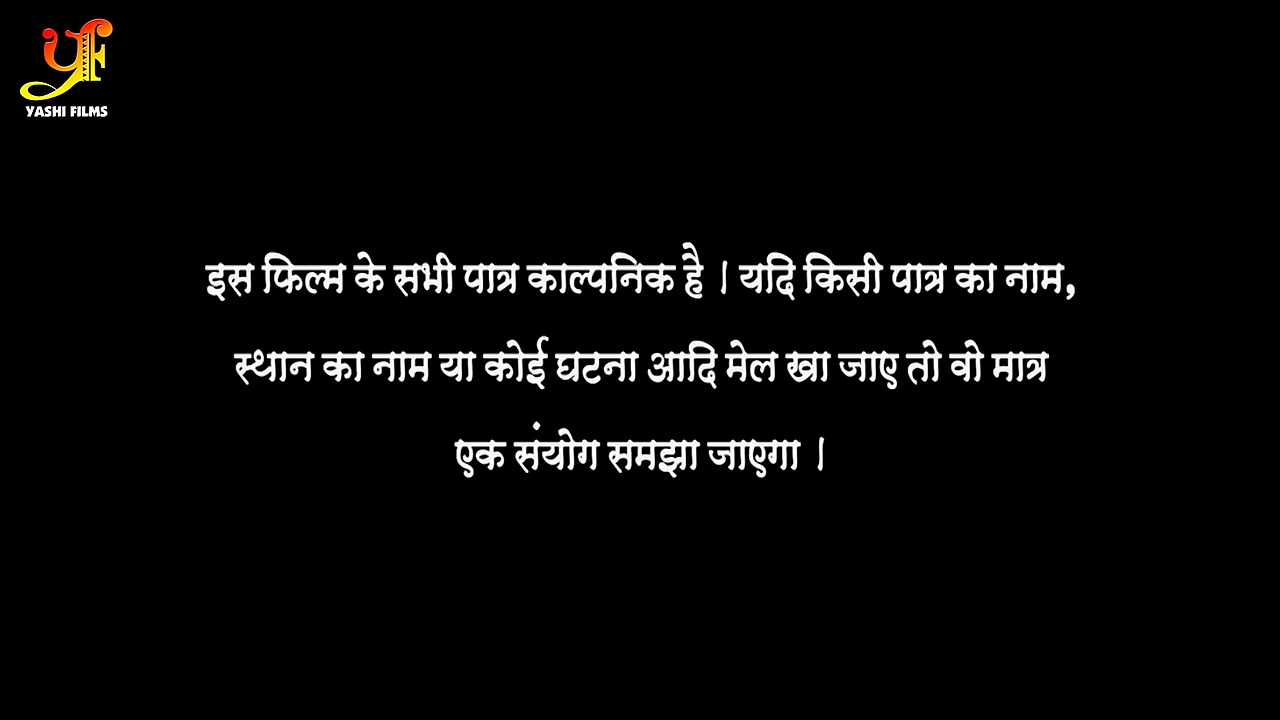 YASHI FILMS
इस फिल्म के सभी पात्र काल्पनिक है । यदि किसी पात्र का नाम,
स्थान का नाम या कोई घटना आदि मेल खा जाए तो वो मात्र
एक संयोग समझा जाएगा ।